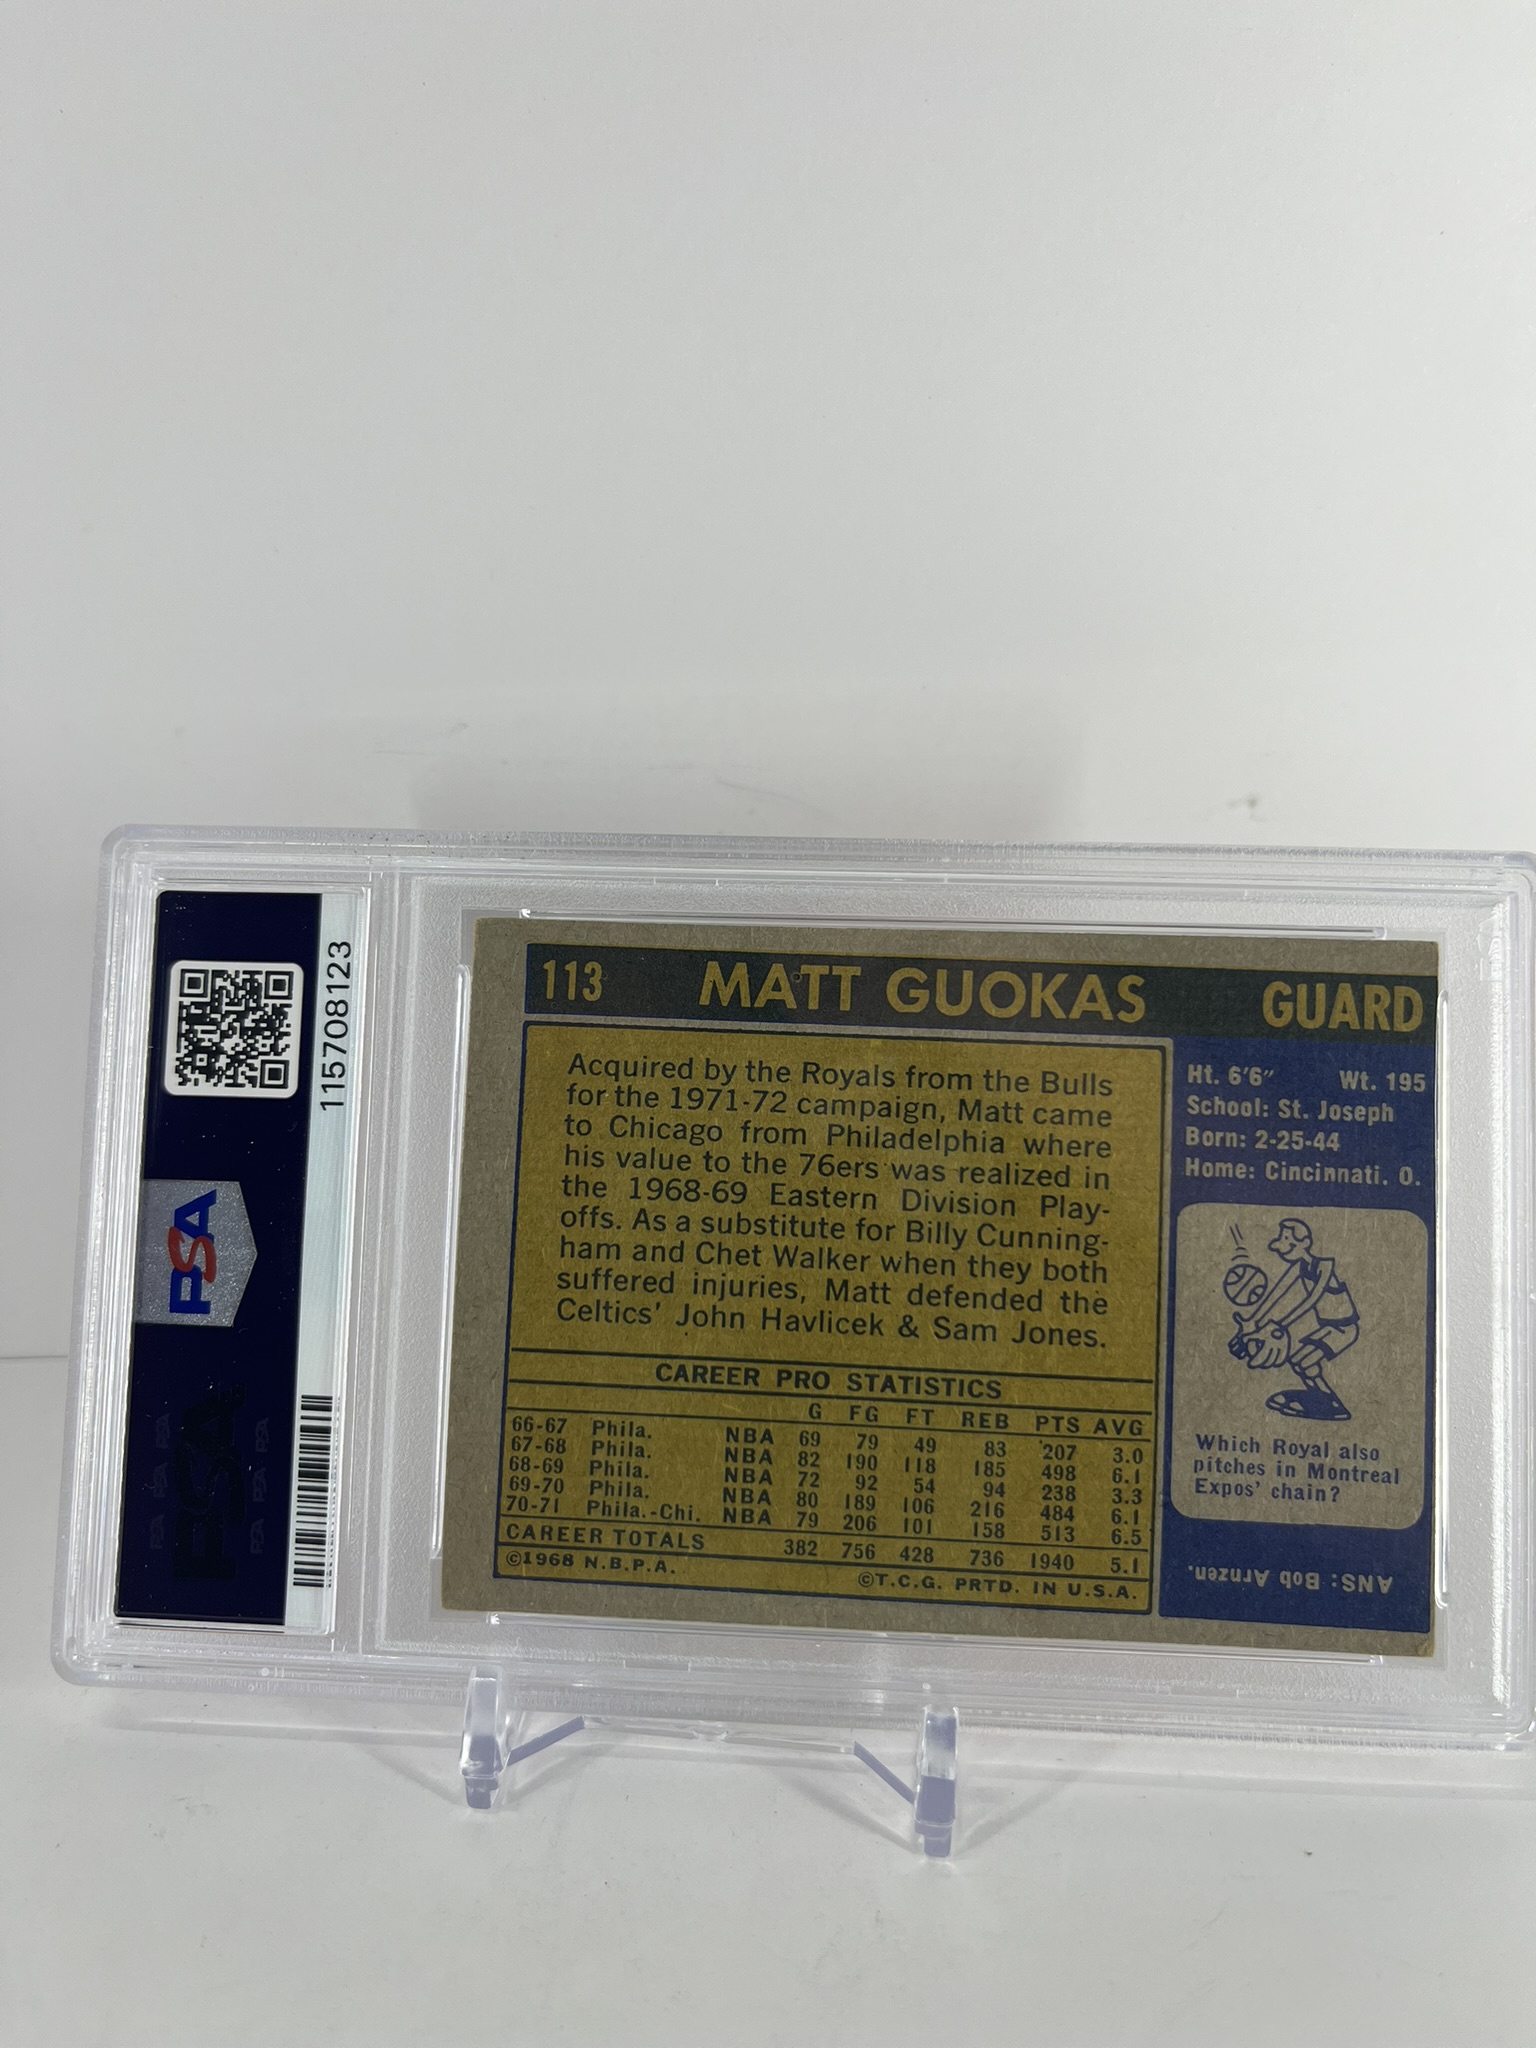 115708123
PSA
113 MATT GUOKAS GUARD
Acquired by the Royals from the Bulls
for the 1971-72 campaign, Matt came
to Chicago from Philadelphia where
his value to the 76ers was realized in
the 1968-69 Eastern Division Play-
offs. As a substitute for Billy Cunning-
ham and Chet Walker when they both
suffered injuries, Matt defended the
Celtics' John Havlicek & Sam Jones.
CAREER PRO STATISTICS
G FG FT REB PTS AVG
66-67 Phila. NBA 69 79 49 83 207 3.0
67-68 Phila. NBA 82 190 118 185 498 6.1
68-69 Phila. NBA 72 92 54 94 238 3.3
69-70 Phila. NBA 80 189 106 216 484 6.1
70-71 Phila.-Chi. NBA 79 206 101 158 513 6.5
CAREER TOTALS 382 756 428 736 1940 5.1
©1968 N.B.P.A.
©T.C.G. PRTD. IN U.S.A.
Ht. 6'6" Wt. 195
School: St. Joseph
Born: 2-25-44
Home: Cincinnati. O.
Which Royal also
pitches in Montreal
Expos' chain?
ANS: Bob Arnzen.
PSA
PSA
PSA
PSA
PSA